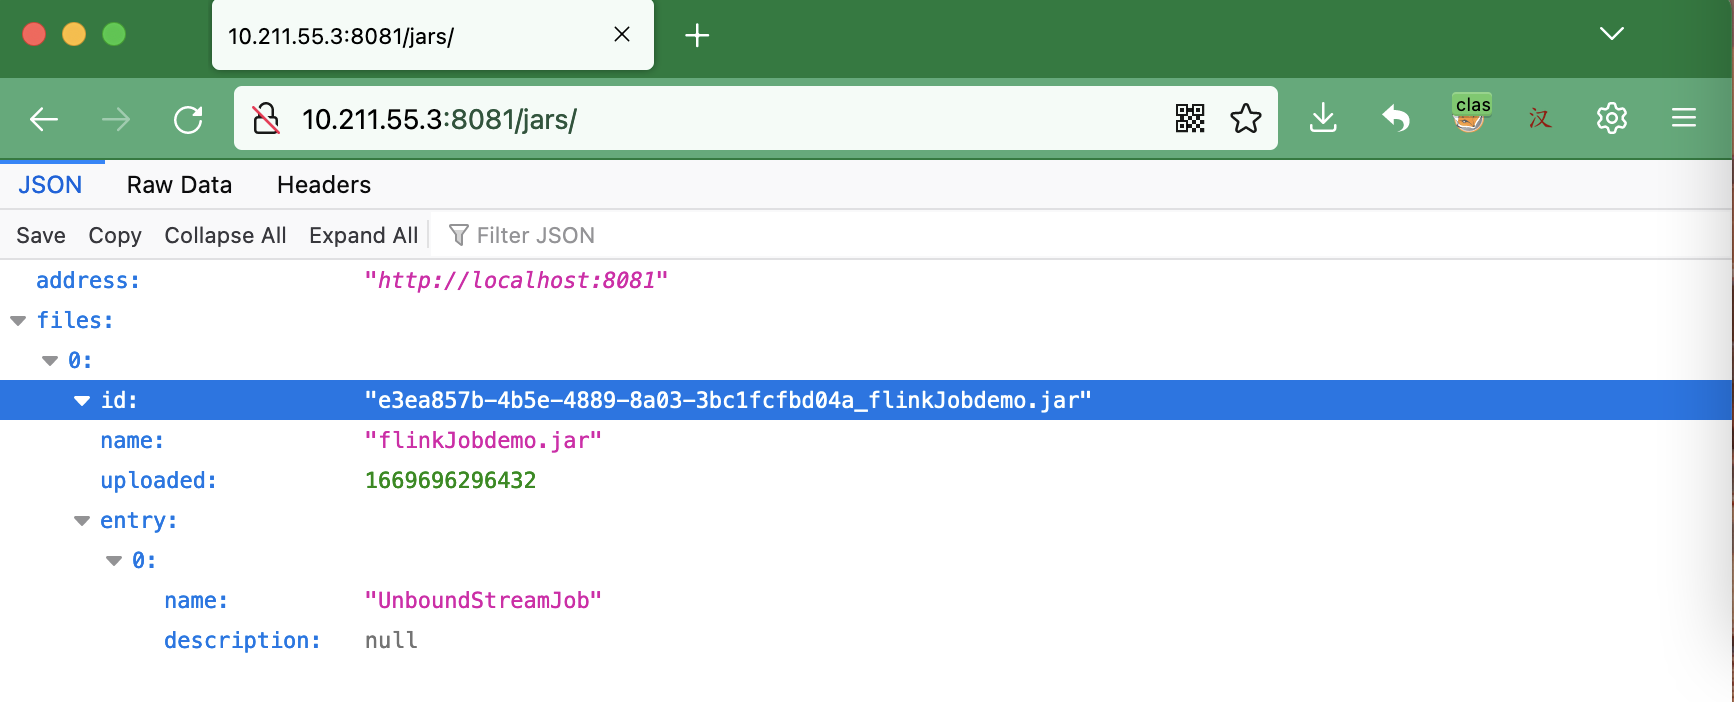 10.211.55.3:8081/jars/
10.211.55.3:8081/jars/
clas
汉
JSON Raw Data Headers
Save Copy Collapse All Expand All Filter JSON
address: "http://localhost:8081"
files:
0:
id: "e3ea857b-4b5e-4889-8a03-3bc1fcfbd04a_flinkJobdemo.jar"
name: "flinkJobdemo.jar"
uploaded: 1669696296432
entry:
0:
name: "UnboundStreamJob"
description: null